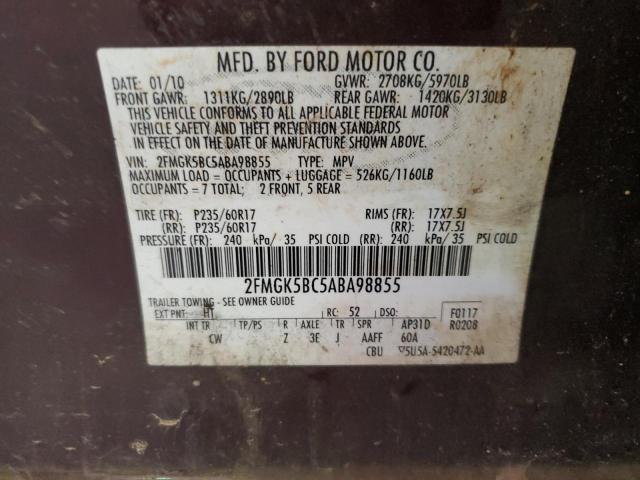 MFD. BY FORD MOTOR CO.
DATE: 01/10 GVWR: 2708KG/5970LB
FRONT GAWR: 1311KG/2890LB REAR GAWR: 1420KG/3130LB
THIS VEHICLE CONFORMS TO ALL APPLICABLE FEDERAL MOTOR
VEHICLE SAFETY AND THEFT PREVENTION STANDARDS
IN EFFECT ON THE DATE OF MANUFACTURE SHOWN ABOVE.
VIN: 2FMGK5BC5ABA98855 TYPE: MPV
MAXIMUM LOAD = OCCUPANTS + LUGGAGE = 526KG/1160LB
OCCUPANTS = 7 TOTAL; 2 FRONT, 5 REAR
TIRE (FR): P235/60R17 RIMS (FR): 17X7.5J
(RR): P235/60R17 (RR): 17X7.5J
PRESSURE (FR): 240 kPa/ 35 PSI COLD (RR): 240 kPa/ 35 PSI COLD
2FMGK5BC5ABA98855
TRAILER TOWING - SEE OWNER GUIDE
EXT PNT: HT RC: 52 DSO: F0117
INT TR TP/PS R AXLE TR SPR AP31D R0208
CW Z 3E J AAFF 60A
CBU 5U5A-5420472-AA